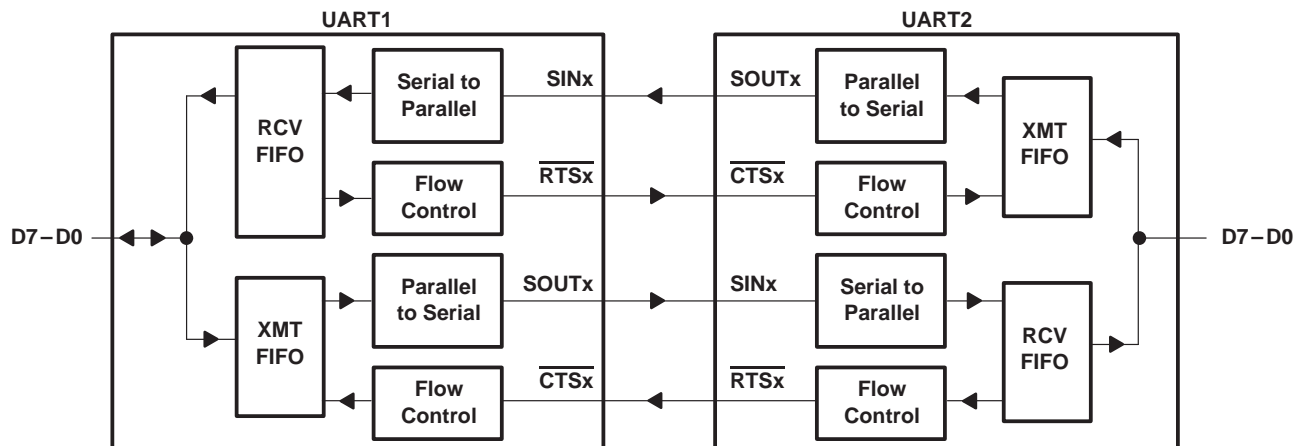 UART1
UART2
Serial to
Parallel
SINx
SOUTx
Parallel
to Serial
RCV
FIFO
XMT
FIFO
Flow
Control
RTSx
CTSx
Flow
Control
D7–D0
D7–D0
XMT
FIFO
Parallel
to Serial
SOUTx
SINx
Serial to
Parallel
RCV
FIFO
Flow
Control
CTSx
RTSx
Flow
Control